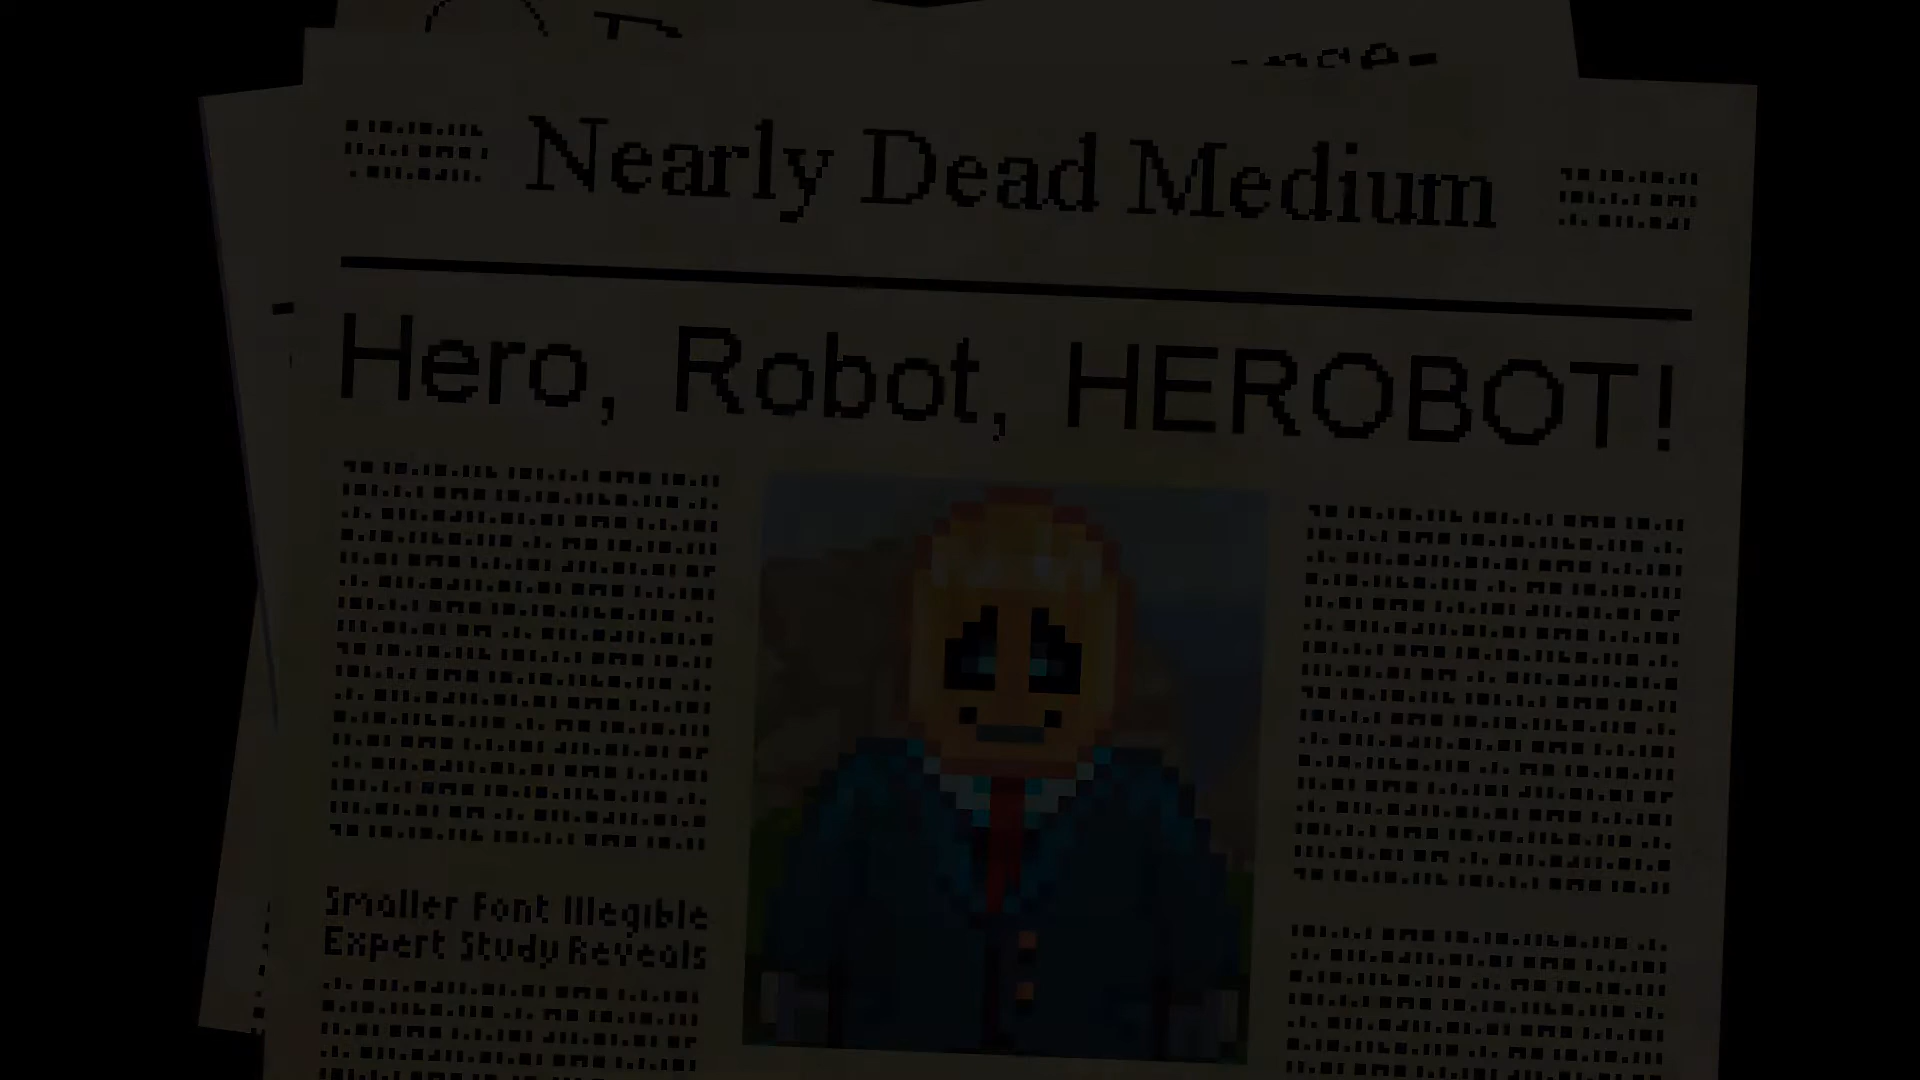 Nearly Dead Medium
Hero, Robot, HEROBOT!
Smaller Font Illegible
Expert Study Reveals